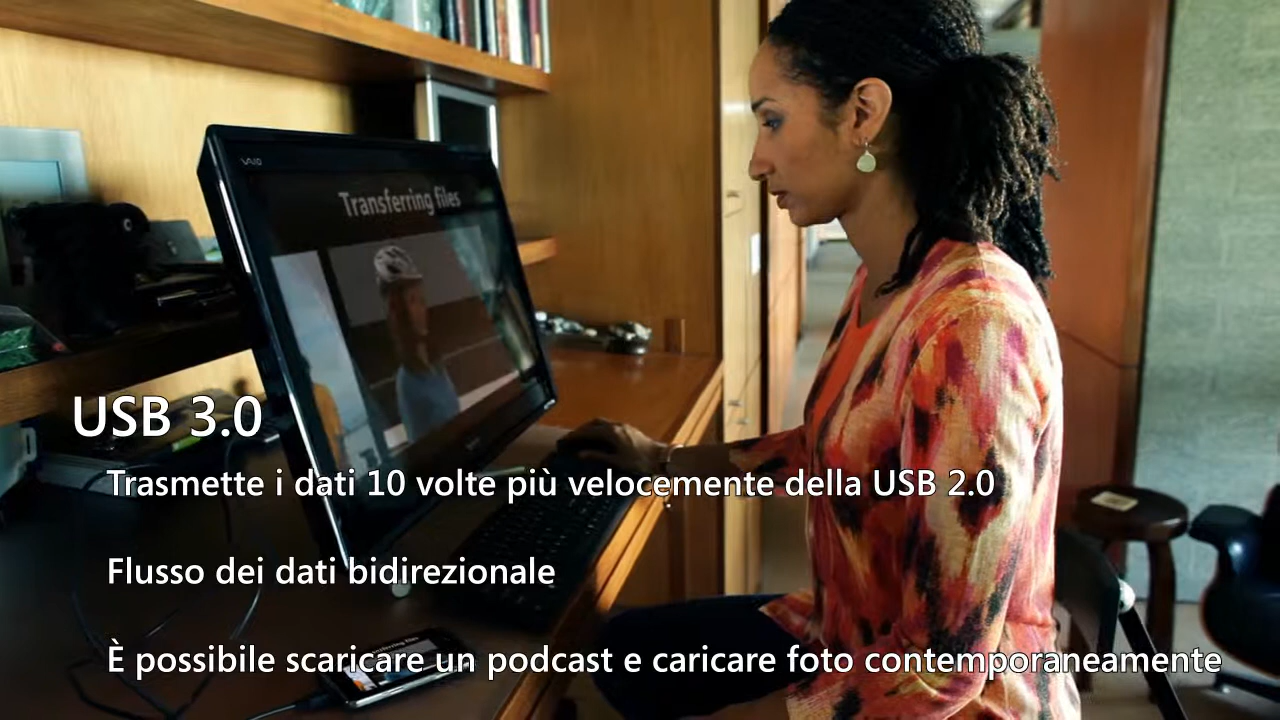 VAIO
Transferring files
USB 3.0
Trasmette i dati 10 volte più velocemente della USB 2.0
Flusso dei dati bidirezionale
È possibile scaricare un podcast e caricare foto contemporaneamente